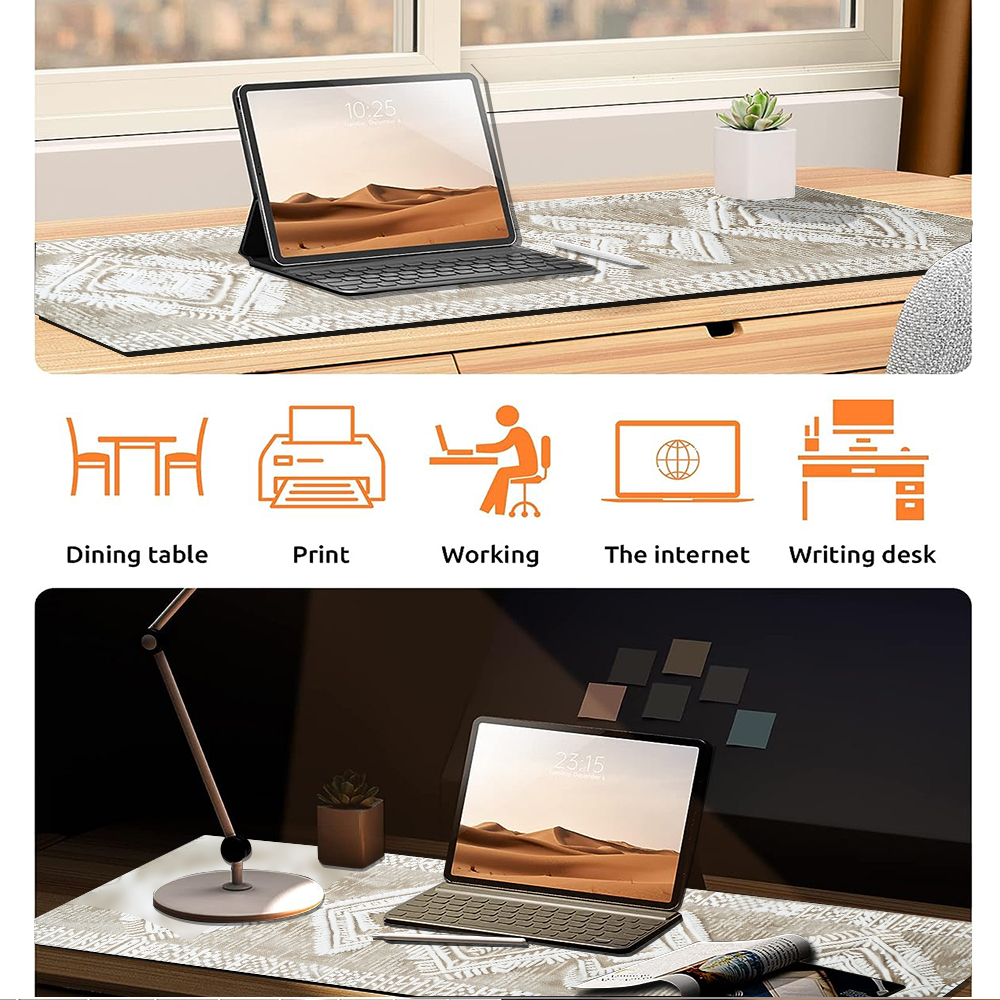 10:25
Dining table
Print
Working
The internet
Writing desk
23:15